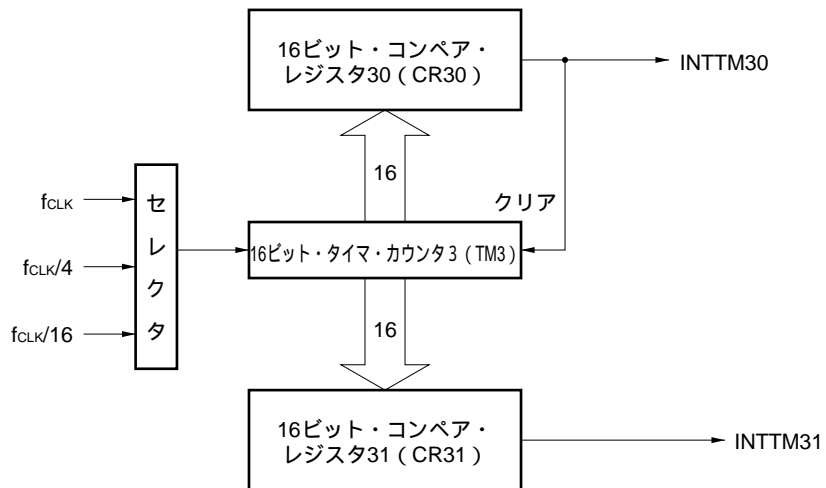 16ビット・コンペア・
レジスタ30（CR30）
INTTM30
16
クリア
fCLK
fCLK/4
fCLK/16
セレクタ
16ビット・タイマ・カウンタ3（TM3）
16
16ビット・コンペア・
レジスタ31（CR31）
INTTM31